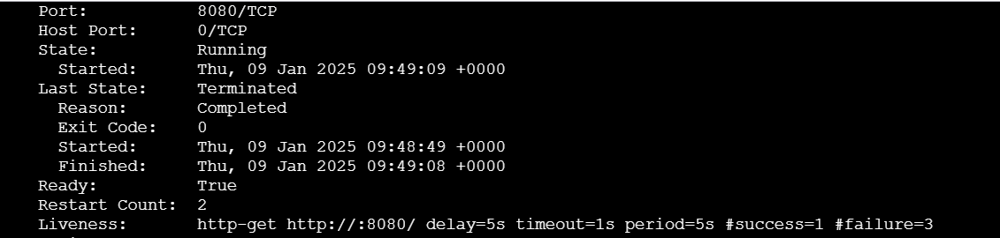 Port: 8080/TCP
Host Port: 0/TCP
State: Running
Started: Thu, 09 Jan 2025 09:49:09 +0000
Last State: Terminated
Reason: Completed
Exit Code: 0
Started: Thu, 09 Jan 2025 09:48:49 +0000
Finished: Thu, 09 Jan 2025 09:49:08 +0000
Ready: True
Restart Count: 2
Liveness: http-get http://:8080/ delay=5s timeout=1s period=5s #success=1 #failure=3